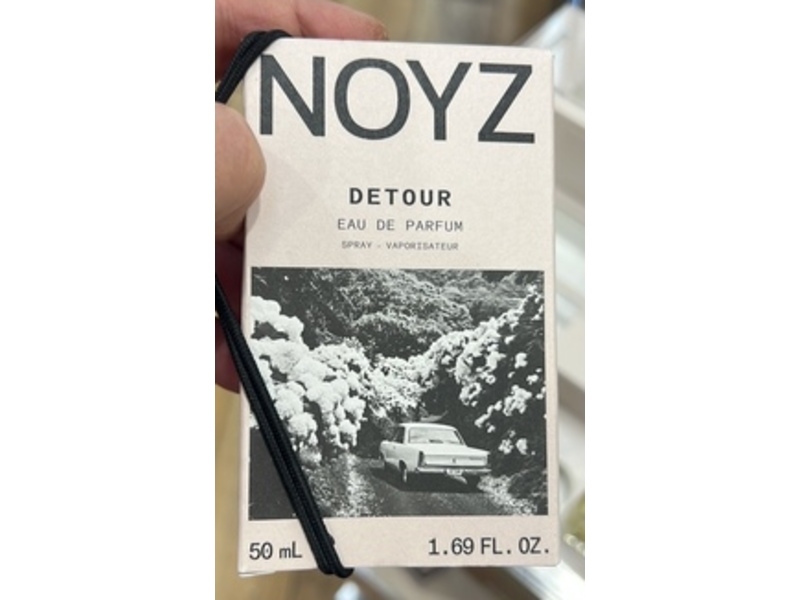 NOYZ
DETOUR
EAU DE PARFUM
SPRAY - VAPORISATEUR
50 mL
1.69 FL. OZ.